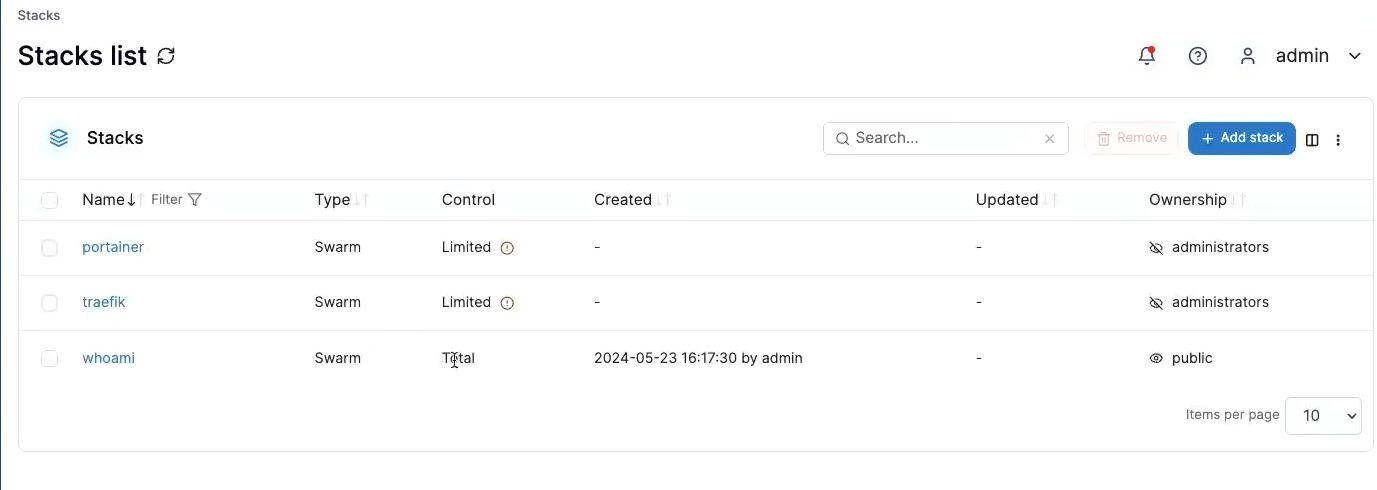 Stacks
Stacks list
admin
Stacks
Search...
Remove
+ Add stack
Name Filter Type Control Created Updated Ownership
portainer Swarm Limited - - administrators
traefik Swarm Limited - - administrators
whoami Swarm Total 2024-05-23 16:17:30 by admin - public
Items per page 10